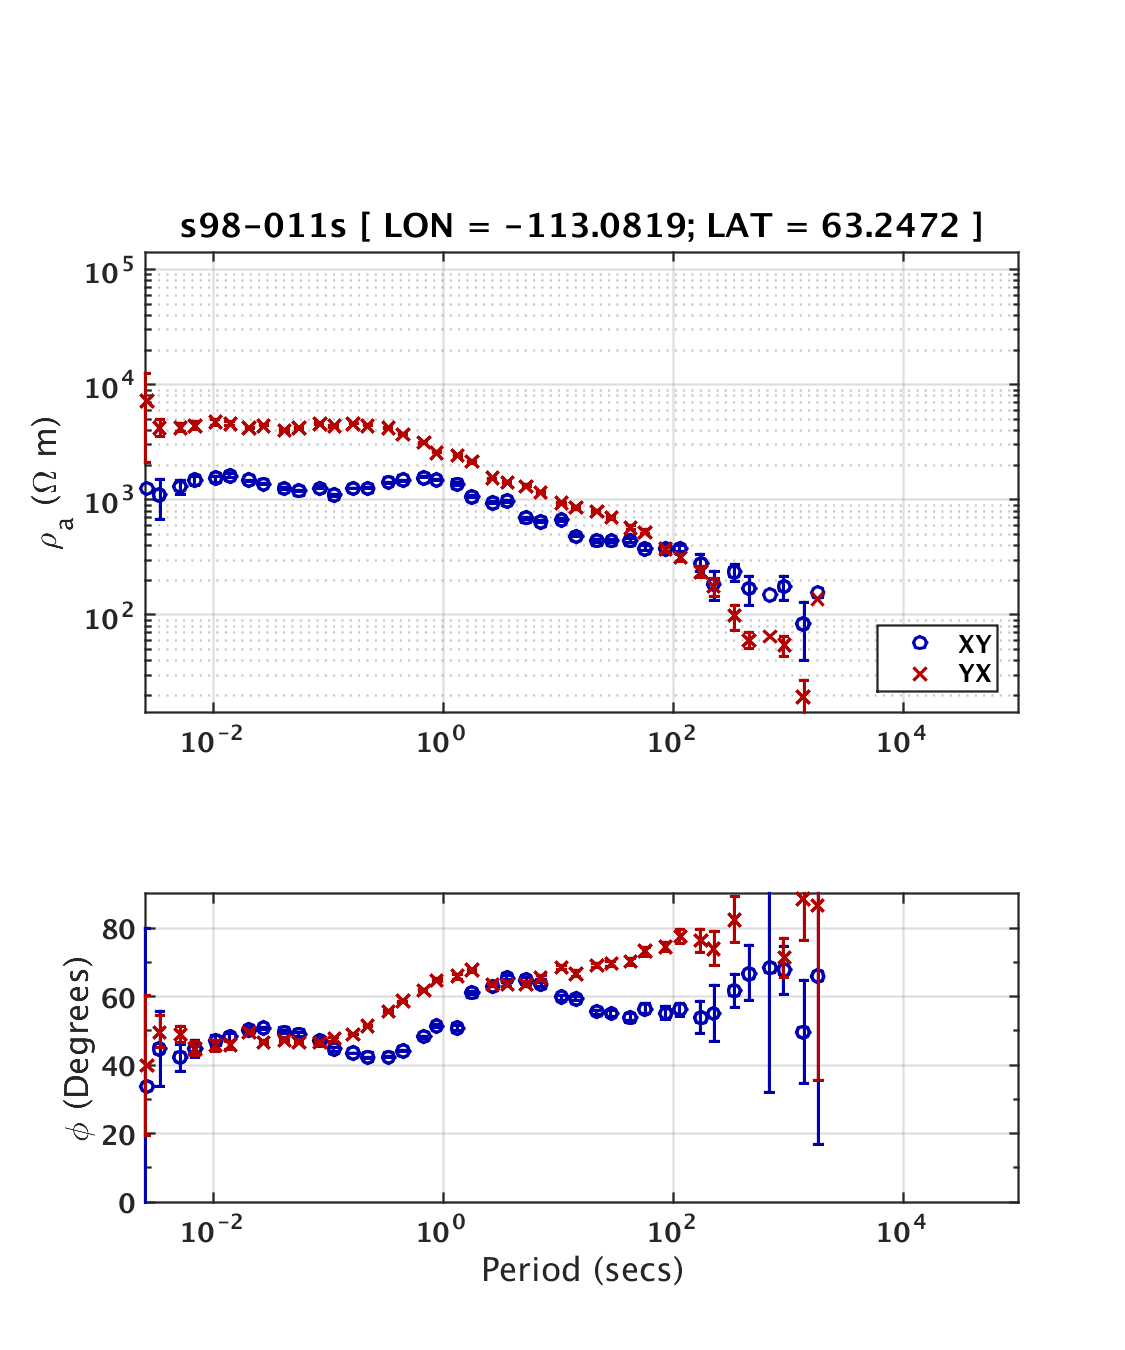 s98-011s [ LON = -113.0819; LAT = 63.2472 ]
10^5
10^4
10^3
10^2
ρ_a (Ω m)
XY
YX
10^-2 10^0 10^2 10^4
80
60
40
20
0
ϕ (Degrees)
10^-2 10^0 10^2 10^4
Period (secs)